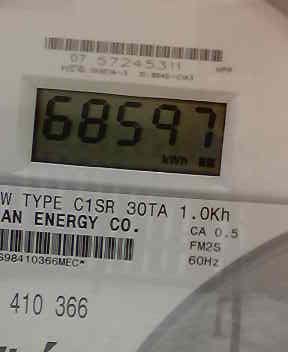 07 57245311
68597
kWh
W TYPE C1SR 30TA 1.0Kh
AN ENERGY CO.
CA 0.5
FM2S
60Hz
S98410366MEC*
410 366